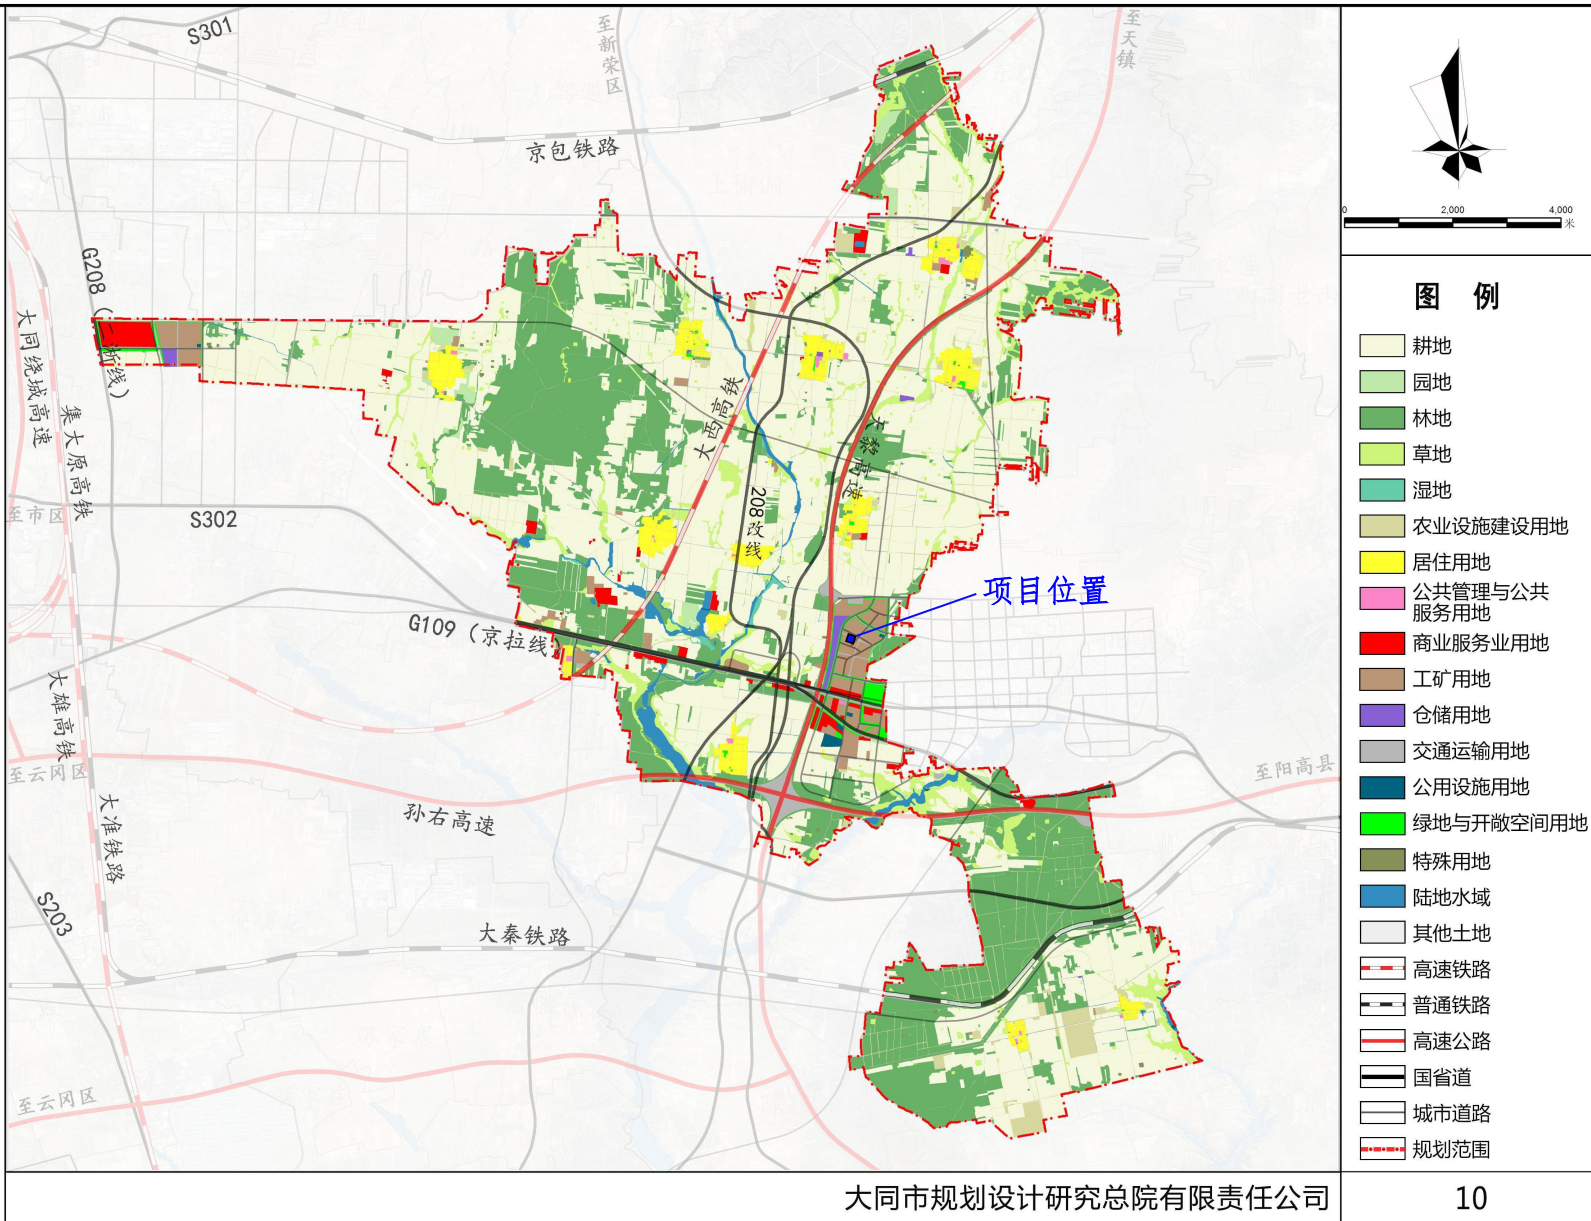 S301
至新荣区
至天镇
京包铁路
G208（二淅线）
大同绕城高速
集大原高铁
大西高铁
天黎高速
208改线
至市区
S302
项目位置
G109（京拉线）
大雄高铁
至云冈区
大准铁路
孙右高速
至阳高县
S203
大秦铁路
至云冈区
0 2,000 4,000
米
图 例
耕地
园地
林地
草地
湿地
农业设施建设用地
居住用地
公共管理与公共
服务用地
商业服务业用地
工矿用地
仓储用地
交通运输用地
公用设施用地
绿地与开敞空间用地
特殊用地
陆地水域
其他土地
高速铁路
普通铁路
高速公路
国省道
城市道路
规划范围
大同市规划设计研究总院有限责任公司
10